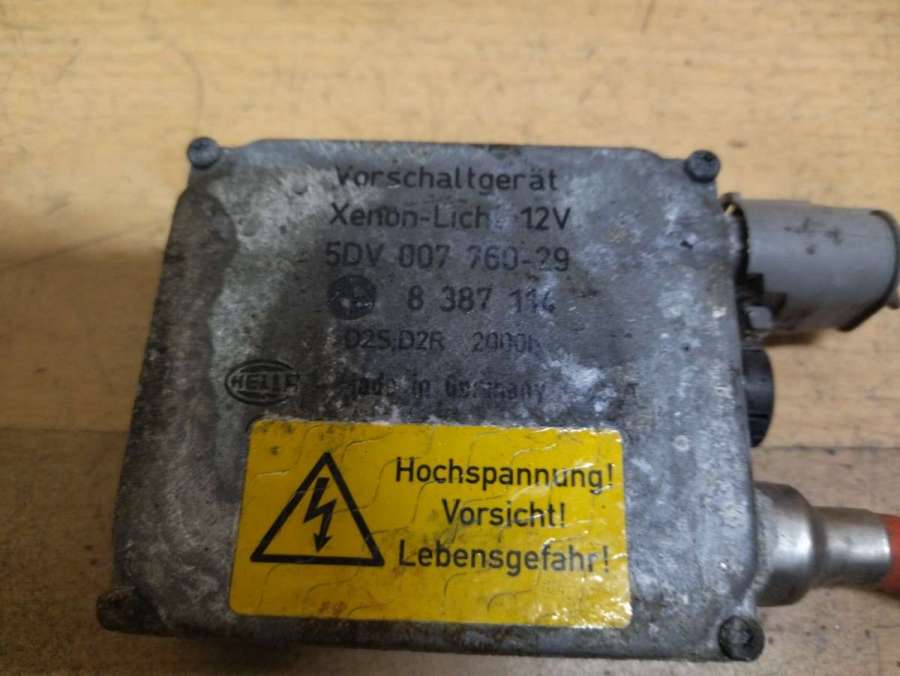 Vorschaltgerät
Xenon-Licht 12V
5DV 007 760-29
8 387 114
D2S,D2R 2000h
HELLA
Made in Germany
Hochspannung!
Vorsicht!
Lebensgefahr!